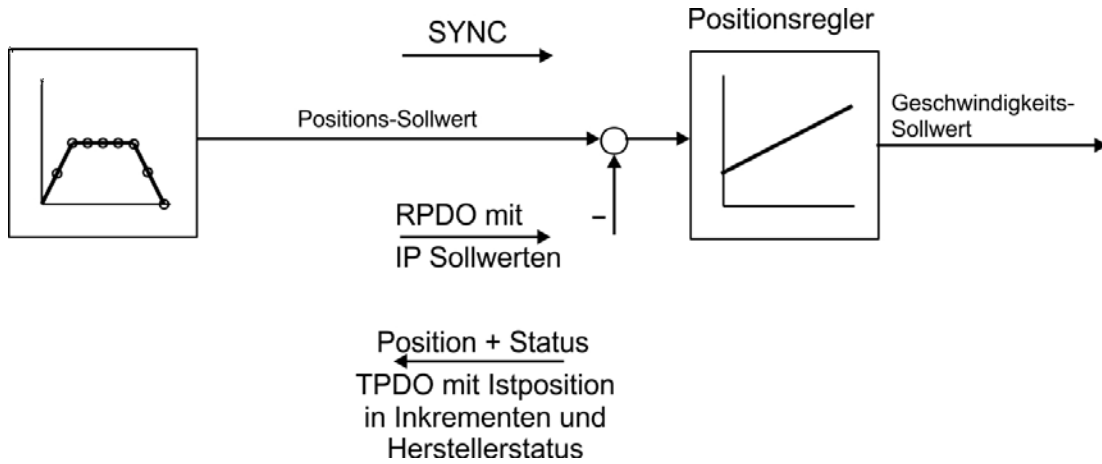 SYNC
Positionsregler
Positions-Sollwert
Geschwindigkeits-
Sollwert
RPDO mit
IP Sollwerten
–
Position + Status
TPDO mit Istposition
in Inkrementen und
Herstellerstatus